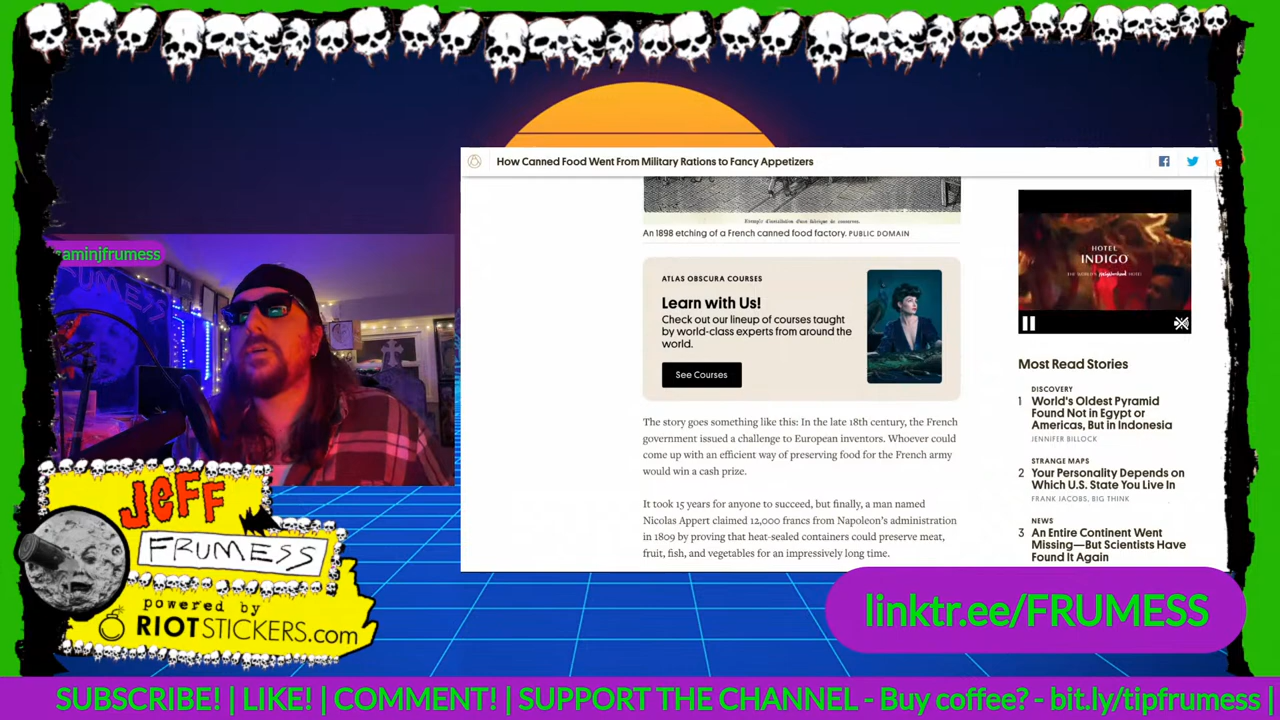 How Canned Food Went From Military Rations to Fancy Appetizers
An 1898 etching of a French canned food factory. PUBLIC DOMAIN
ATLAS OBSCURA COURSES
Learn with Us!
Check out our lineup of courses taught
by world-class experts from around the
world.
See Courses
The story goes something like this: In the late 18th century, the French
government issued a challenge to European inventors. Whoever could
come up with an efficient way of preserving food for the French army
would win a cash prize.
It took 15 years for anyone to succeed, but finally, a man named
Nicolas Appert claimed 12,000 francs from Napoleon's administration
in 1809 by proving that heat-sealed containers could preserve meat,
fruit, fish, and vegetables for an impressively long time.
HOTEL
INDIGO
Most Read Stories
DISCOVERY
1 World's Oldest Pyramid
Found Not in Egypt or
Americas, But in Indonesia
JENNIFER BILLOCK
STRANGE MAPS
2 Your Personality Depends on
Which U.S. State You Live In
FRANK JACOBS, BIG THINK
NEWS
3 An Entire Continent Went
Missing—But Scientists Have
Found It Again
aminjfrumess
JEFF
FRUMESS
powered by
RIOTSTICKERS.com
linktr.ee/FRUMESS
SUBSCRIBE! | LIKE! | COMMENT! | SUPPORT THE CHANNEL - Buy coffee? - bit.ly/tipfrumess |